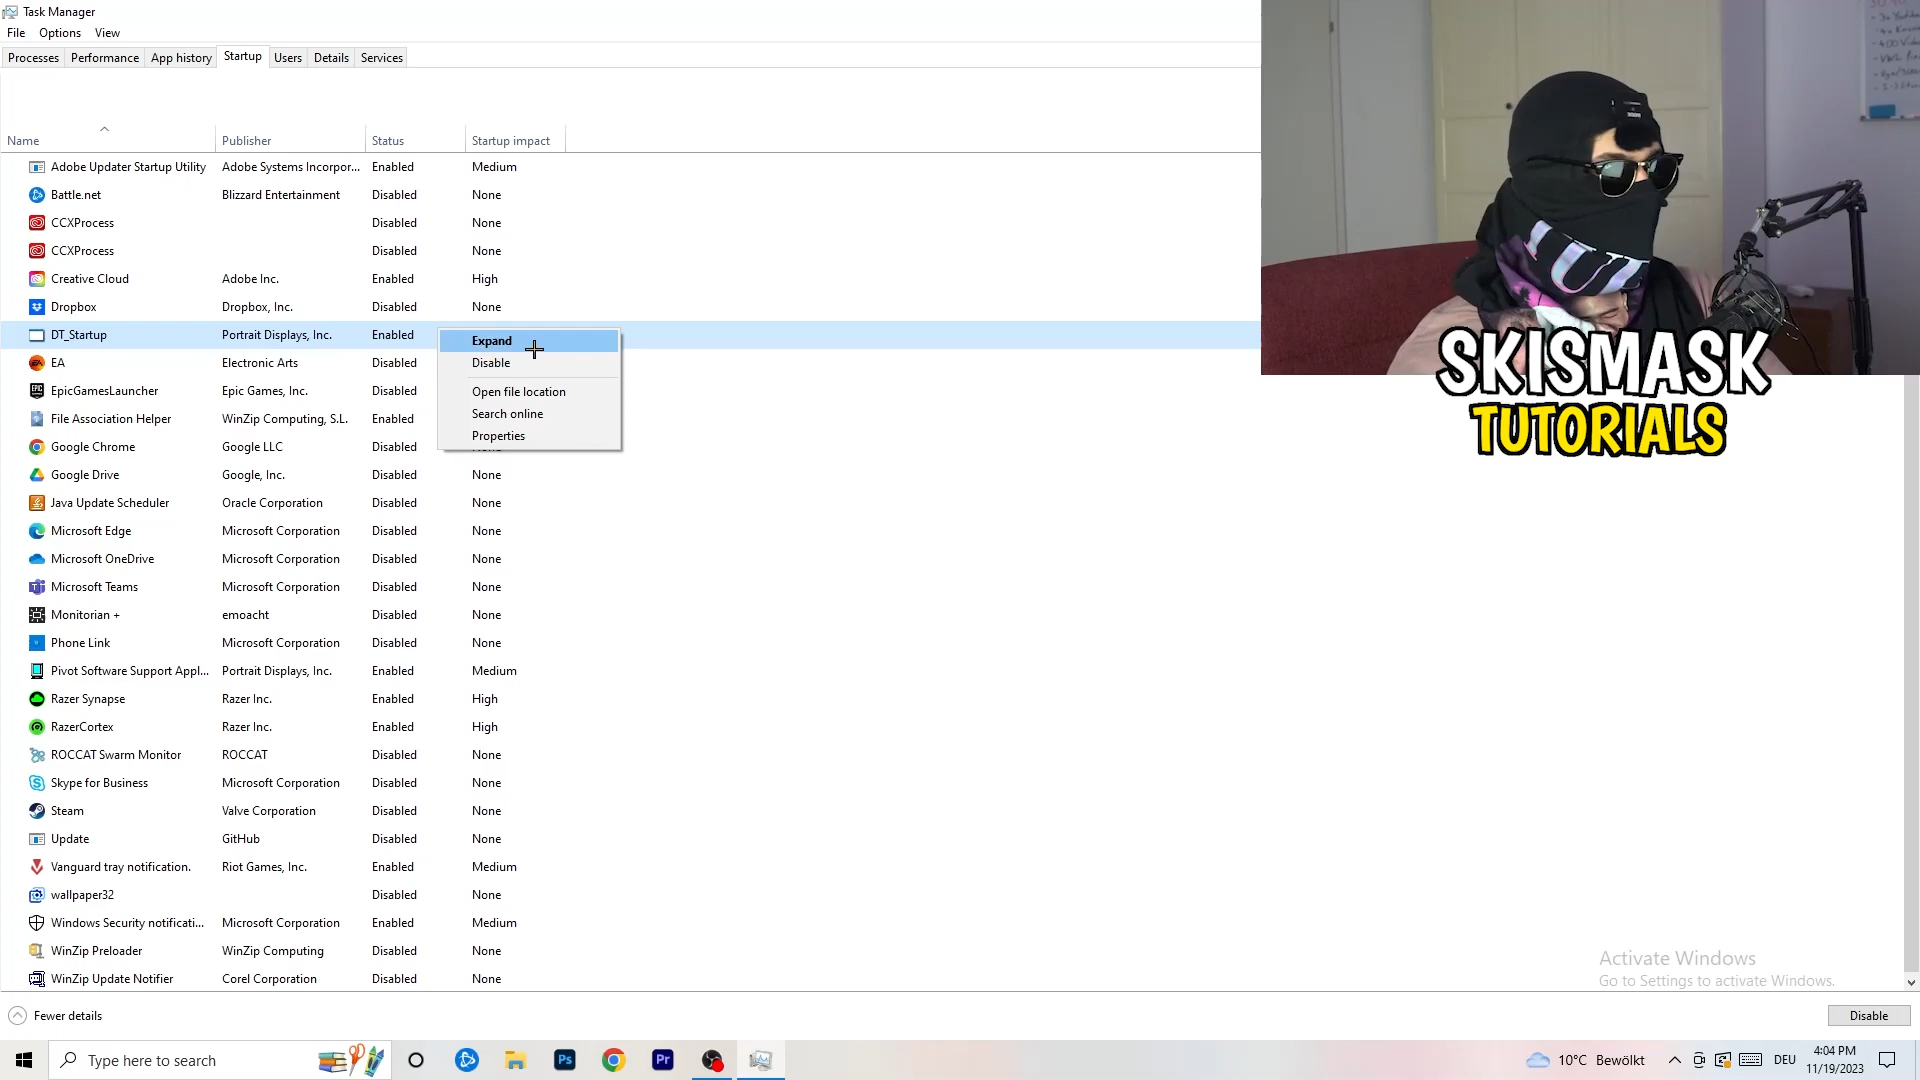 Task Manager
File Options View
Processes Performance App history Startup Users Details Services
Name Publisher Status Startup impact
Adobe Updater Startup Utility Adobe Systems Incorpor... Enabled Medium
Battle.net Blizzard Entertainment Disabled None
CCXProcess Disabled None
CCXProcess Disabled None
Creative Cloud Adobe Inc. Enabled High
Dropbox Dropbox, Inc. Disabled None
DT_Startup Portrait Displays, Inc. Enabled
EA Electronic Arts Disabled
EpicGamesLauncher Epic Games, Inc. Disabled
File Association Helper WinZip Computing, S.L. Enabled
Google Chrome Google LLC Disabled
Expand
Disable
Open file location
Search online
Properties
Google Drive Google, Inc. Disabled None
Java Update Scheduler Oracle Corporation Disabled None
Microsoft Edge Microsoft Corporation Disabled None
Microsoft OneDrive Microsoft Corporation Disabled None
Microsoft Teams Microsoft Corporation Disabled None
Monitorian + emoacht Disabled None
Phone Link Microsoft Corporation Disabled None
Pivot Software Support Appl... Portrait Displays, Inc. Enabled Medium
Razer Synapse Razer Inc. Enabled High
RazerCortex Razer Inc. Enabled High
ROCCAT Swarm Monitor ROCCAT Disabled None
Skype for Business Microsoft Corporation Disabled None
Steam Valve Corporation Disabled None
Update GitHub Disabled None
Vanguard tray notification. Riot Games, Inc. Enabled Medium
wallpaper32 Disabled None
Windows Security notificati... Microsoft Corporation Enabled Medium
WinZip Preloader WinZip Computing Disabled None
WinZip Update Notifier Corel Corporation Disabled None
SKISMASK
TUTORIALS
Activate Windows
Go to Settings to activate Windows.
Fewer details
Disable
Type here to search
Ps
Pr
10°C Bewölkt
DEU
4:04 PM
11/19/2023